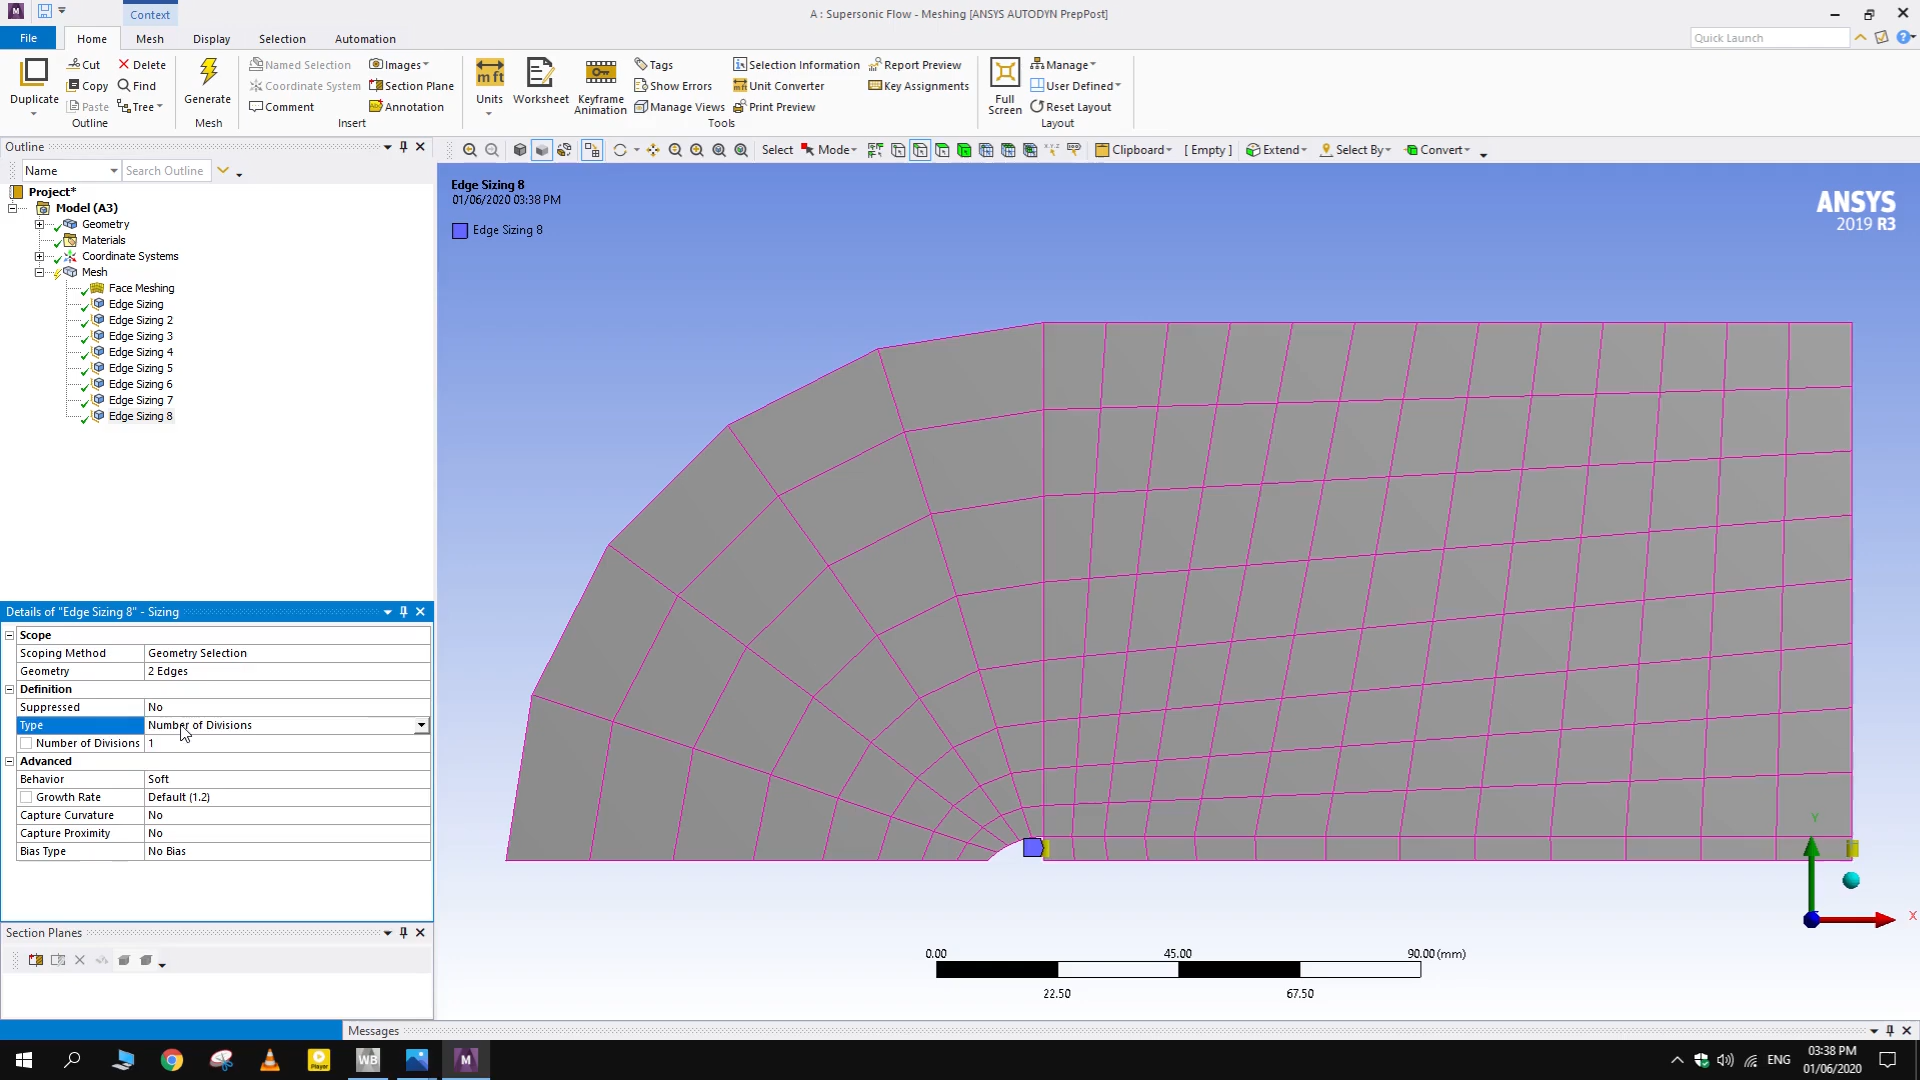 Context
A : Supersonic Flow - Meshing [ANSYS AUTODYN PrepPost]
File
Home
Mesh
Display
Selection
Automation
Quick Launch
Duplicate
Cut
Delete
Copy
Find
Paste
Tree
Outline
Generate
Mesh
Named Selection
Images
Coordinate System
Section Plane
Comment
Annotation
Insert
Units
Worksheet
Keyframe Animation
Tags
Show Errors
Manage Views
Selection Information
Unit Converter
Print Preview
Report Preview
Key Assignments
Tools
Full Screen
Manage
User Defined
Reset Layout
Layout
Outline
Name
Search Outline
Select
Mode
Clipboard
[ Empty ]
Extend
Select By
Convert
Project*
Model (A3)
Geometry
Materials
Coordinate Systems
Mesh
Face Meshing
Edge Sizing
Edge Sizing 2
Edge Sizing 3
Edge Sizing 4
Edge Sizing 5
Edge Sizing 6
Edge Sizing 7
Edge Sizing 8
Edge Sizing 8
01/06/2020 03:38 PM
Edge Sizing 8
ANSYS
2019 R3
Details of "Edge Sizing 8" - Sizing
Scope
Scoping Method Geometry Selection
Geometry 2 Edges
Definition
Suppressed No
Type Number of Divisions
Number of Divisions 1
Advanced
Behavior Soft
Growth Rate Default (1.2)
Capture Curvature No
Capture Proximity No
Bias Type No Bias
Section Planes
Y
X
0.00 45.00 90.00 (mm)
22.50 67.50
Messages
WB
M
Player
ENG
03:38 PM
01/06/2020